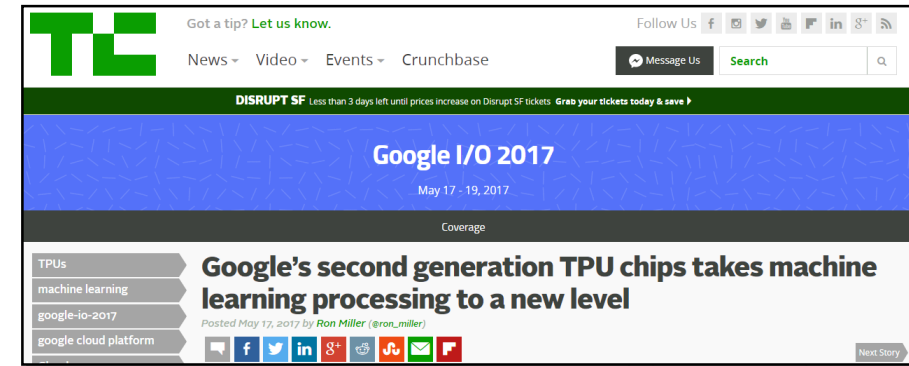 TC
Got a tip? Let us know.
Follow Us
News Video Events Crunchbase
Message Us
Search
DISRUPT SF Less than 3 days left until prices increase on Disrupt SF tickets Grab your tickets today & save
Google I/O 2017
May 17 - 19, 2017
Coverage
TPUs
machine learning
google-io-2017
google cloud platform
Google's second generation TPU chips takes machine
learning processing to a new level
Posted May 17, 2017 by Ron Miller (@ron_miller)
Next Story